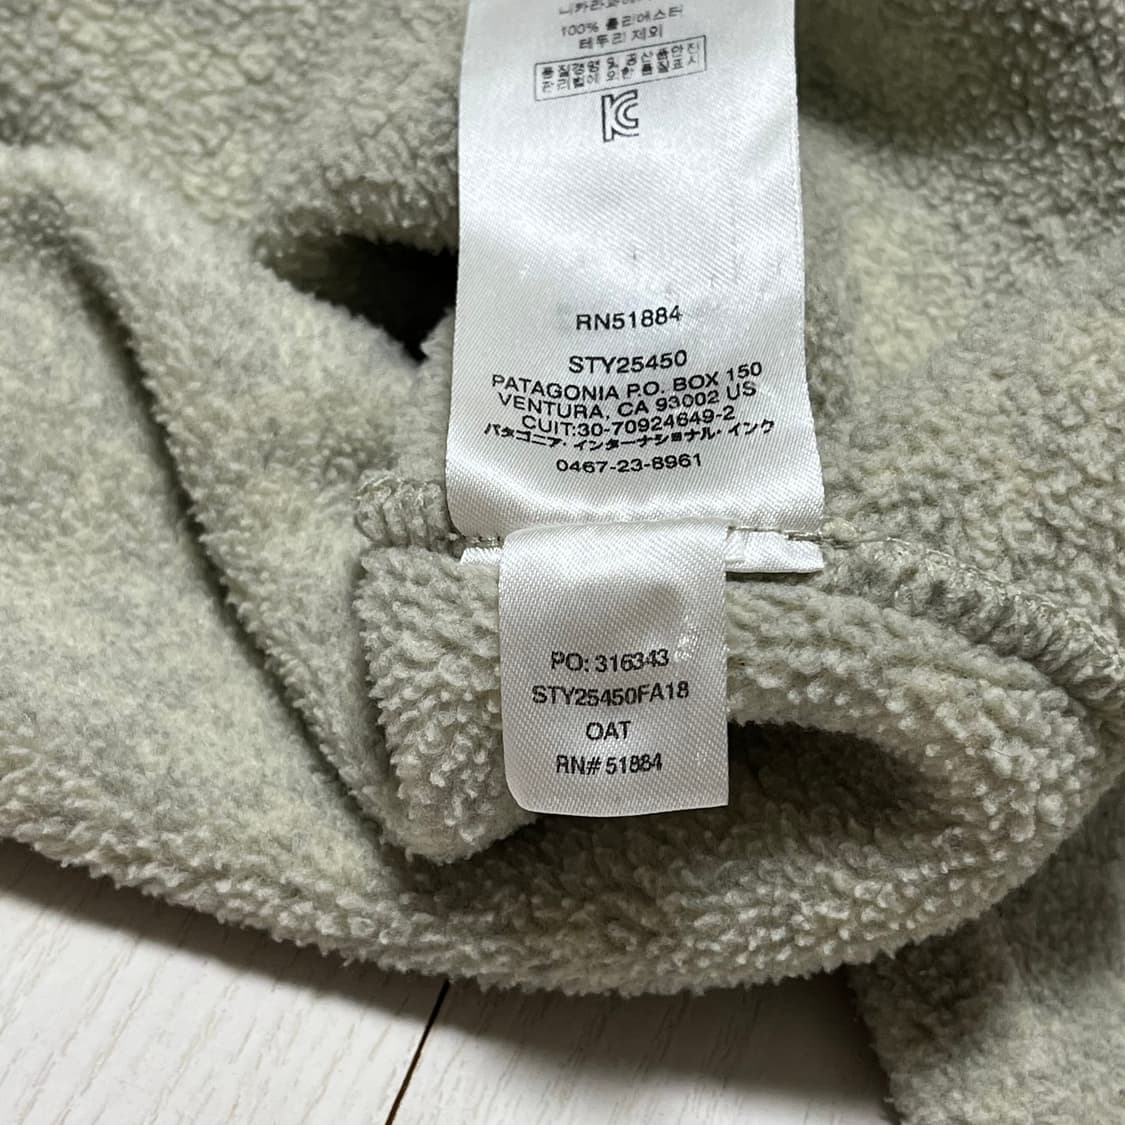 100% 폴리에스터
테두리 제외
RN51884
STY25450
PATAGONIA P.O. BOX 150
VENTURA, CA 93002 US
CUIT:30-70924649-2
パタゴニア・インターナショナル・インク
0467-23-8961
PO: 316343
STY25450FA18
OAT
RN# 51884